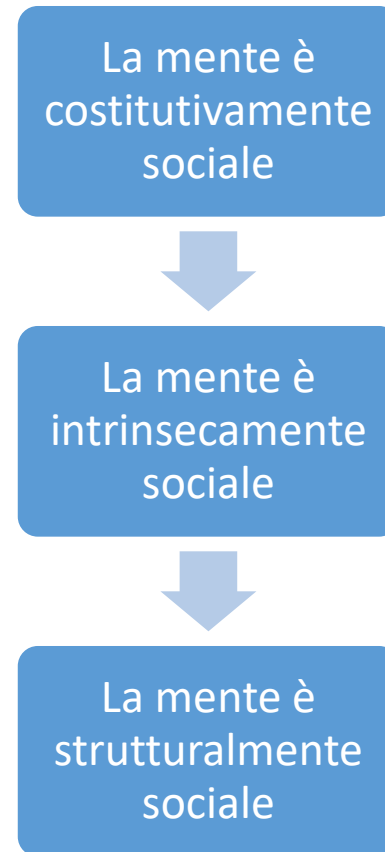 La mente è
costitutivamente
sociale
La mente è
intrinsecamente
sociale
La mente è
strutturalmente
sociale